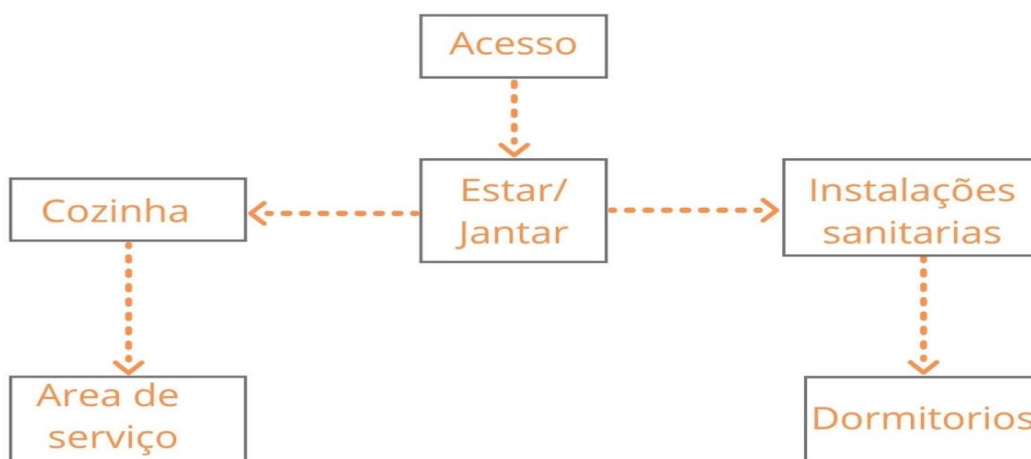 Acesso
Estar/
Jantar
Cozinha
Instalações
sanitarias
Area de
serviço
Dormitorios